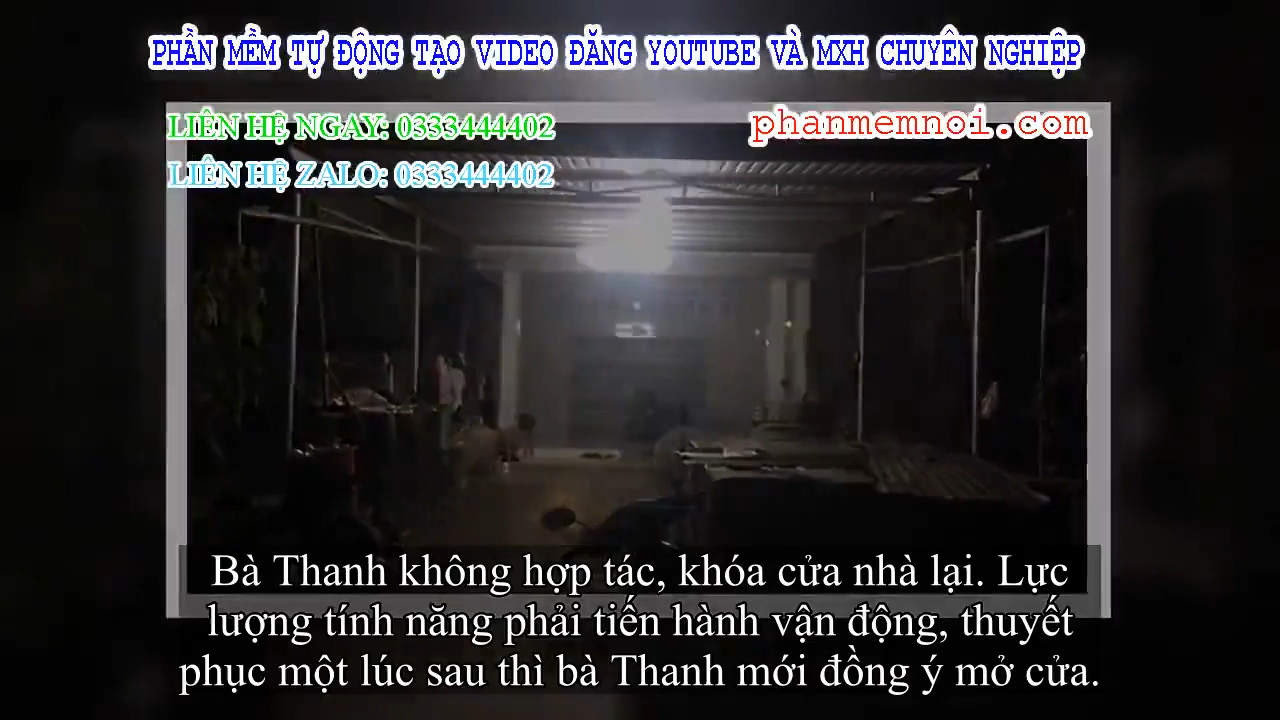 PHẦN MỀM TỰ ĐỘNG TẠO VIDEO ĐĂNG YOUTUBE VÀ MXH CHUYÊN NGHIỆP
LIÊN HỆ NGAY: 0333444402
phanmemnoi.com
LIÊN HỆ ZALO: 0333444402
Bà Thanh không hợp tác, khóa cửa nhà lại. Lực
lượng tính năng phải tiến hành vận động, thuyết
phục một lúc sau thì bà Thanh mới đồng ý mở cửa.